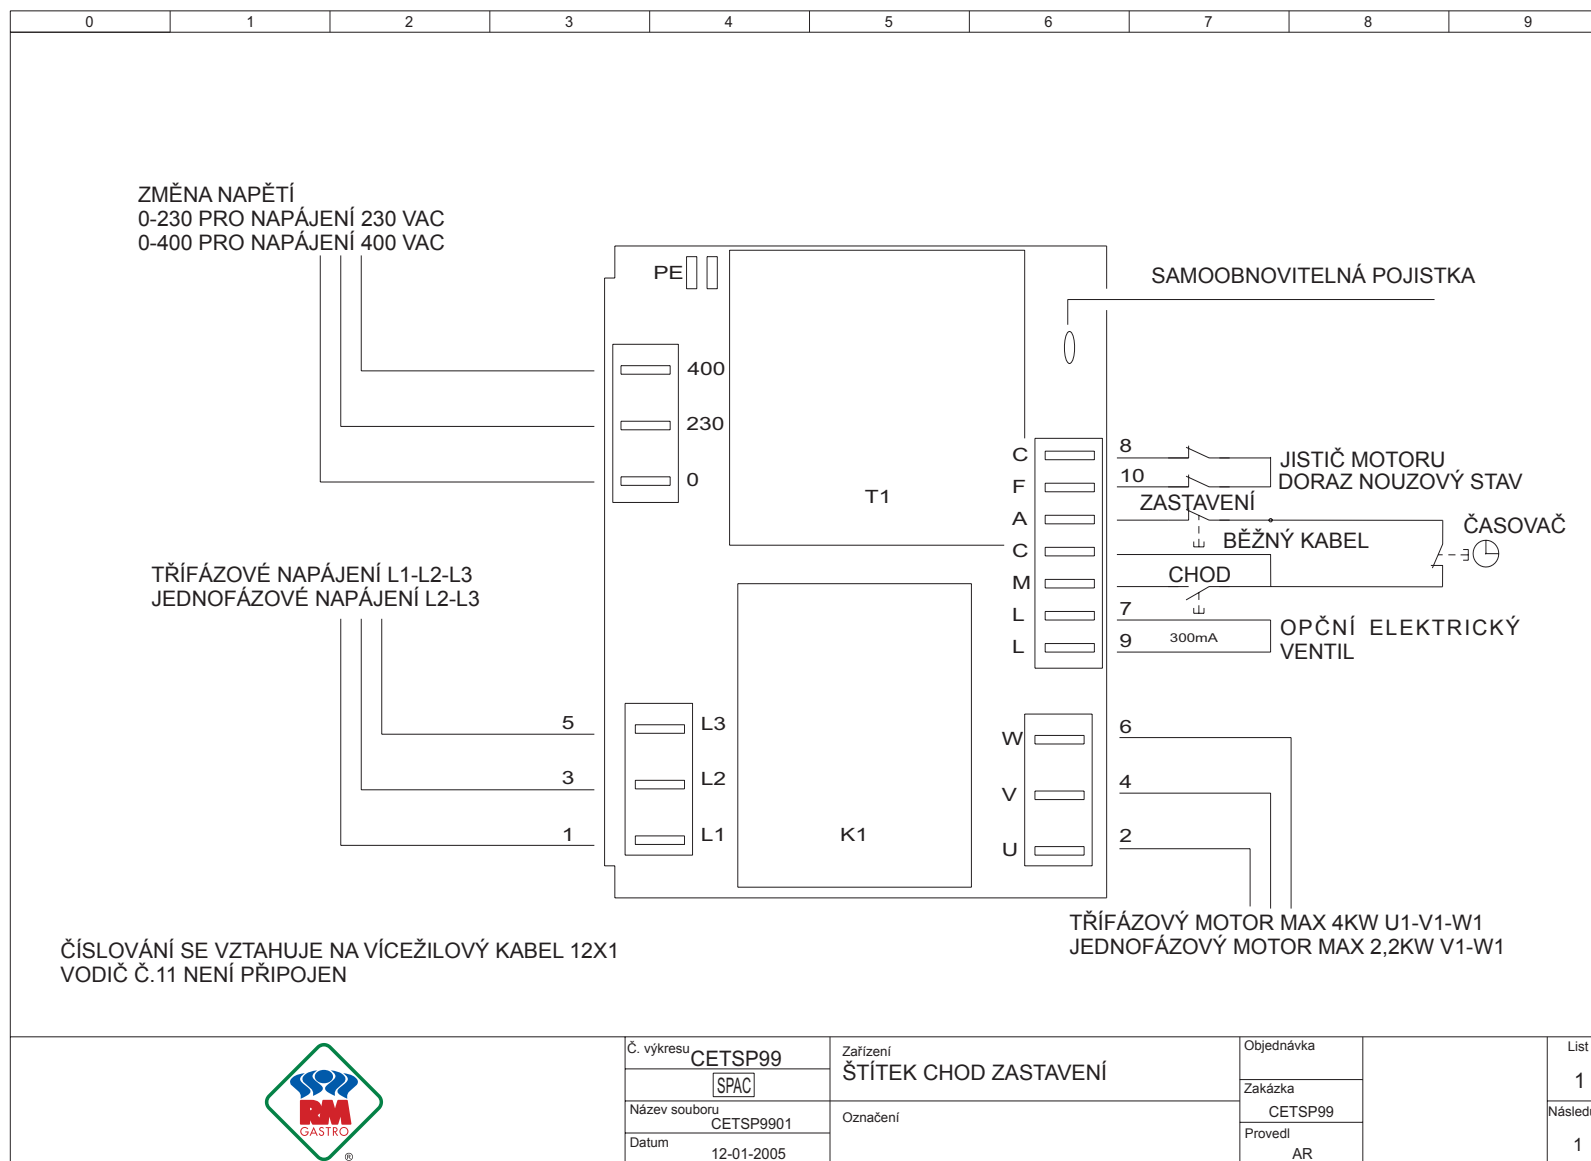 0 1 2 3 4 5 6 7 8 9
ZMĚNA NAPĚTÍ
0-230 PRO NAPÁJENÍ 230 VAC
0-400 PRO NAPÁJENÍ 400 VAC
PE
SAMOOBNOVITELNÁ POJISTKA
400
230
0
T1
C
F
A
C
M
L
L
8
10
ZASTAVENÍ
JISTIČ MOTORU
DORAZ NOUZOVÝ STAV
BĚŽNÝ KABEL
ČASOVAČ
CHOD
7
9
300mA
OPČNÍ ELEKTRICKÝ
VENTIL
TŘÍFÁZOVÉ NAPÁJENÍ L1-L2-L3
JEDNOFÁZOVÉ NAPÁJENÍ L2-L3
5
3
1
L3
L2
L1
K1
W
V
U
6
4
2
TŘÍFÁZOVÝ MOTOR MAX 4KW U1-V1-W1
JEDNOFÁZOVÝ MOTOR MAX 2,2KW V1-W1
ČÍSLOVÁNÍ SE VZTAHUJE NA VÍCEŽILOVÝ KABEL 12X1
VODIČ Č.11 NENÍ PŘIPOJEN
RM
GASTRO
®
Č. výkresu
CETSP99
SPAC
Název souboru
CETSP9901
Datum
12-01-2005
Zařízení
ŠTÍTEK CHOD ZASTAVENÍ
Označení
Objednávka
Zakázka
CETSP99
Provedl
AR
List
1
Následu
1